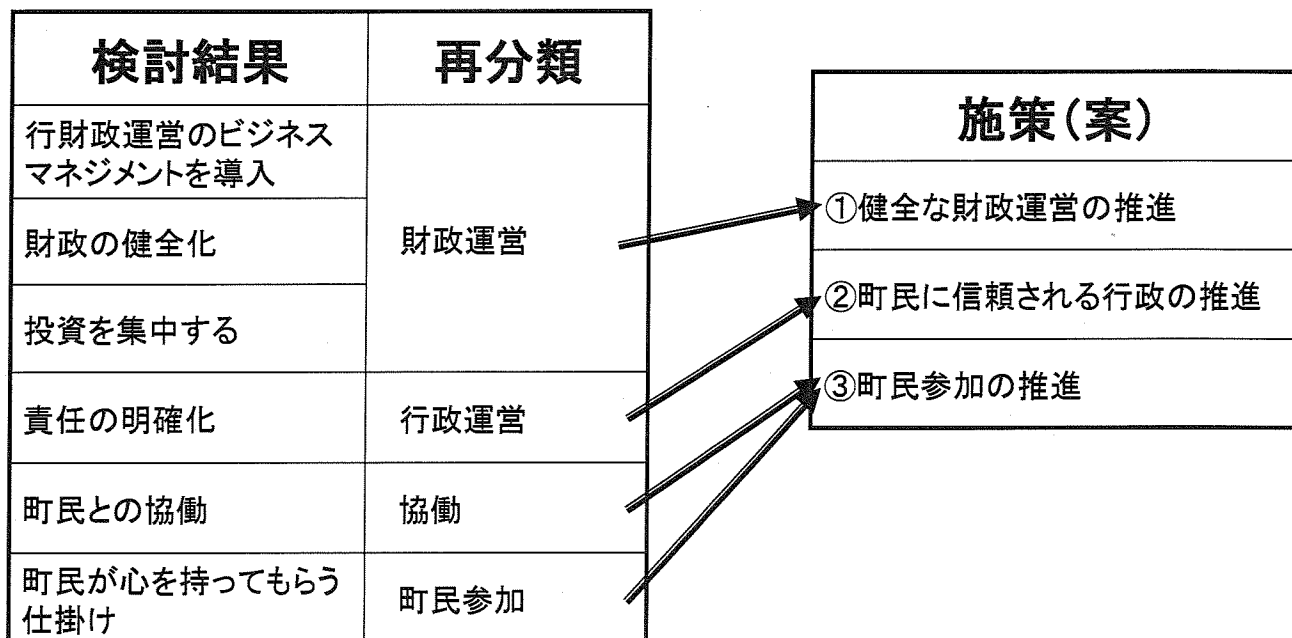 検討結果
再分類
行財政運営のビジネス
マネジメントを導入
財政の健全化
投資を集中する
財政運営
責任の明確化
行政運営
町民との協働
協働
町民が心を持ってもらう
仕掛け
町民参加
施策(案)
①健全な財政運営の推進
②町民に信頼される行政の推進
③町民参加の推進